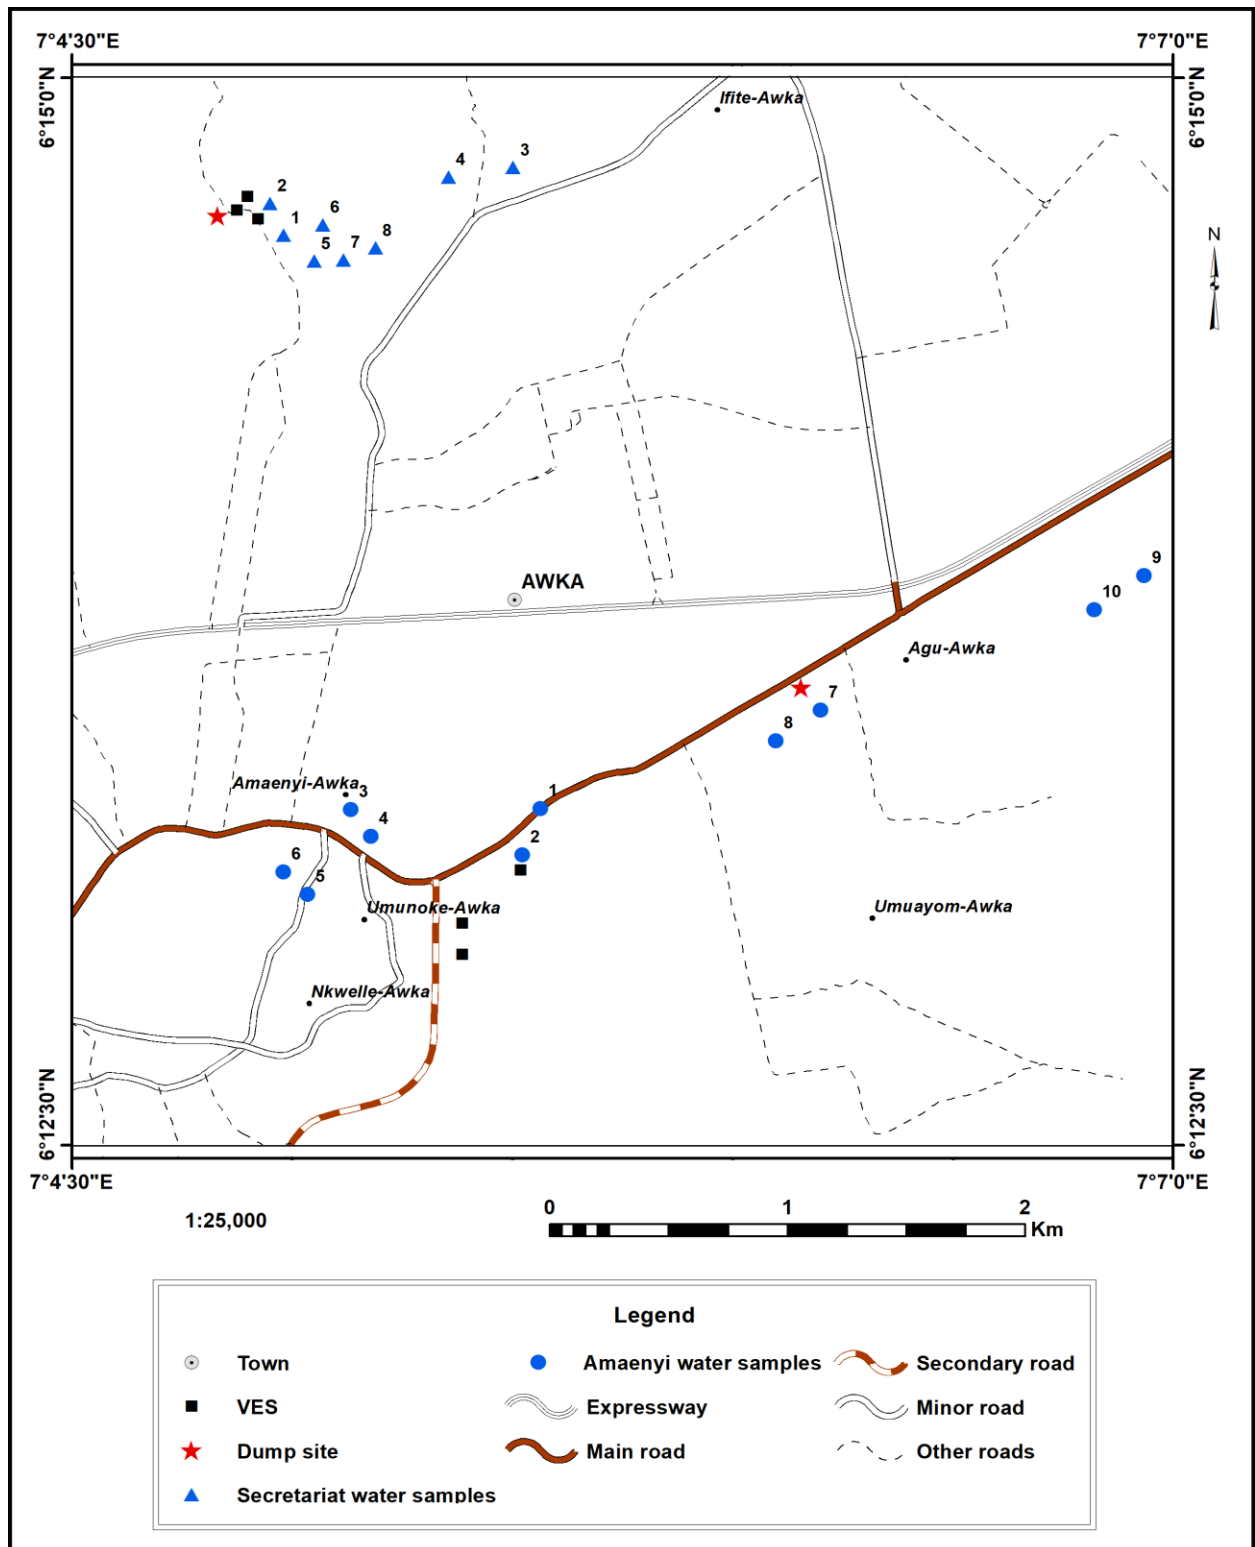 7°4'30"E
7°7'0"E
6°15'0"N
6°15'0"N
Ifite-Awka
3
4
2
6
1
8
5
7
N
9
AWKA
10
Agu-Awka
7
8
Amaenyi-Awka
3
1
4
2
6
5
Umunoke-Awka
Umuayom-Awka
Nkwelle-Awka
6°12'30"N
6°12'30"N
7°4'30"E
7°7'0"E
1:25,000
0 1 2
Km
Legend
Town
Amaenyi water samples
Secondary road
VES
Expressway
Minor road
Dump site
Main road
Other roads
Secretariat water samples